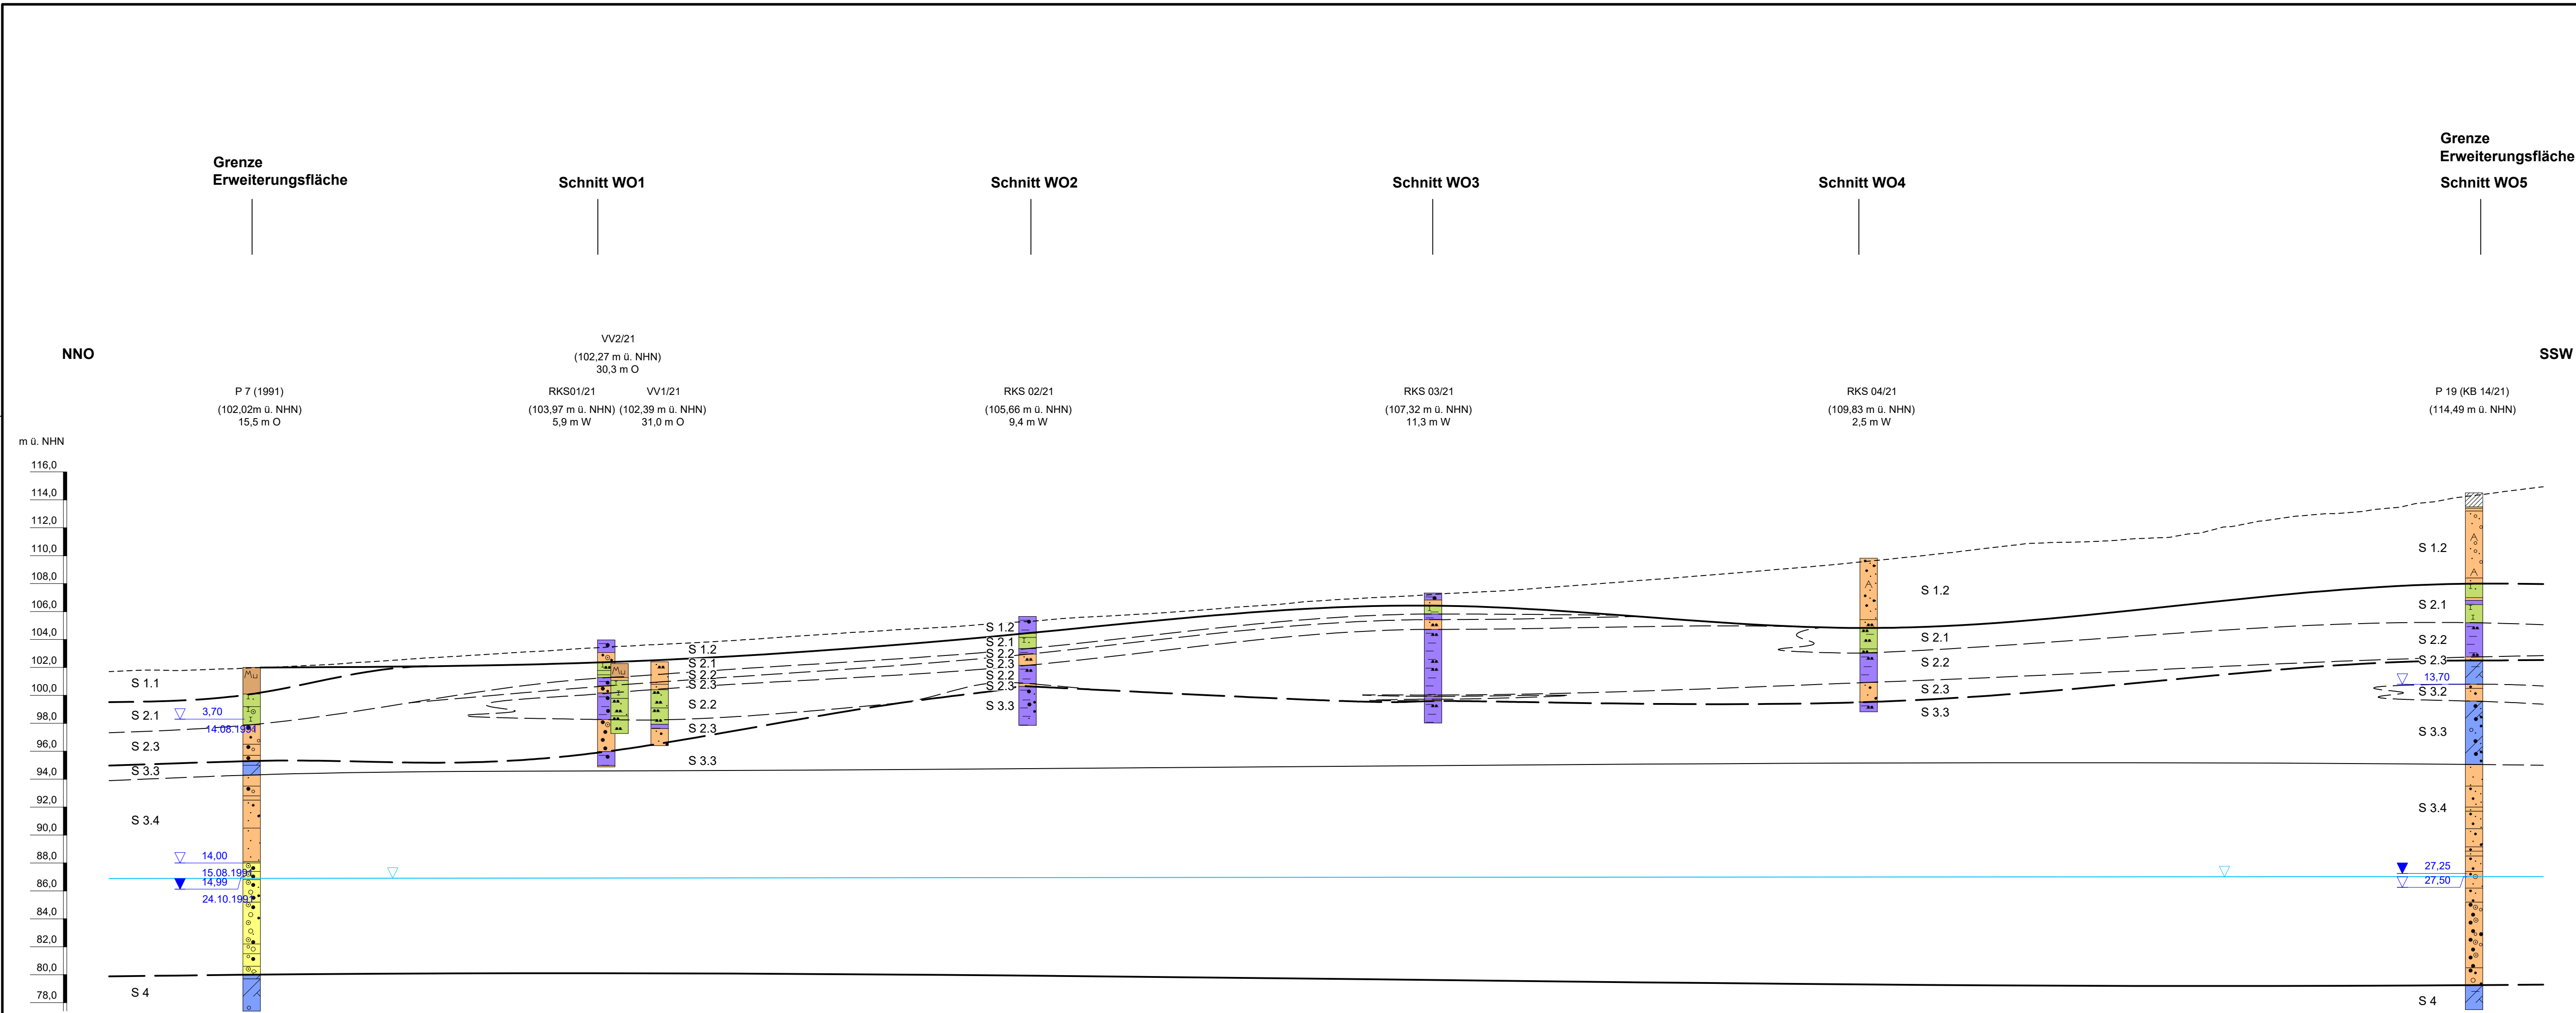 Grenze
Erweiterungsfläche
Grenze
Erweiterungsfläche
Schnitt WO1
Schnitt WO2
Schnitt WO3
Schnitt WO4
Schnitt WO5
NNO
SSW
VV2/21
(102,27 m ü. NHN)
30,3 m O
P 7 (1991)
(102,02m ü. NHN)
15,5 m O
RKS01/21
(103,97 m ü. NHN)
5,9 m W
VV1/21
(102,39 m ü. NHN)
31,0 m O
RKS 02/21
(105,66 m ü. NHN)
9,4 m W
RKS 03/21
(107,32 m ü. NHN)
11,3 m W
RKS 04/21
(109,83 m ü. NHN)
2,5 m W
P 19 (KB 14/21)
(114,49 m ü. NHN)
m ü. NHN
116,0
114,0
112,0
110,0
108,0
106,0
104,0
102,0
100,0
98,0
96,0
94,0
92,0
90,0
88,0
86,0
84,0
82,0
80,0
78,0
S 1.1
S 2.1
S 2.3
S 3.3
S 3.4
S 4
Mu
3,70
14.08.1991
14,00
15.08.1991
14,99
24.10.1991
Mu
S 1.2
S 2.1
S 2.2
S 2.3
S 2.2
S 2.3
S 3.3
S 1.2
S 2.1
S 2.2
S 2.3
S 2.2
S 2.3
S 3.3
A
S 1.2
S 2.1
S 2.2
S 2.3
S 3.3
S 1.2
S 2.1
S 2.2
S 2.3
13,70
S 3.2
S 3.3
S 3.4
27,25
27,50
S 4
A
A